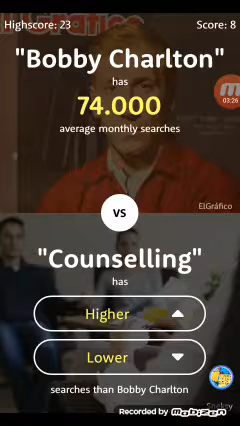 Highscore: 23
Score: 8
"Bobby Charlton"
has
74.000
average monthly searches
03:26
ElGráfico
VS
"Counselling"
has
Higher
Lower
searches than Bobby Charlton
Recorded by Mobizen